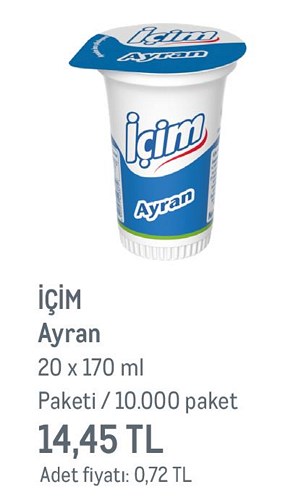 İçim
Ayran
İçim
Ayran
İÇİM
Ayran
20 x 170 ml
Paketi / 10.000 paket
14,45 TL
Adet fiyatı: 0,72 TL